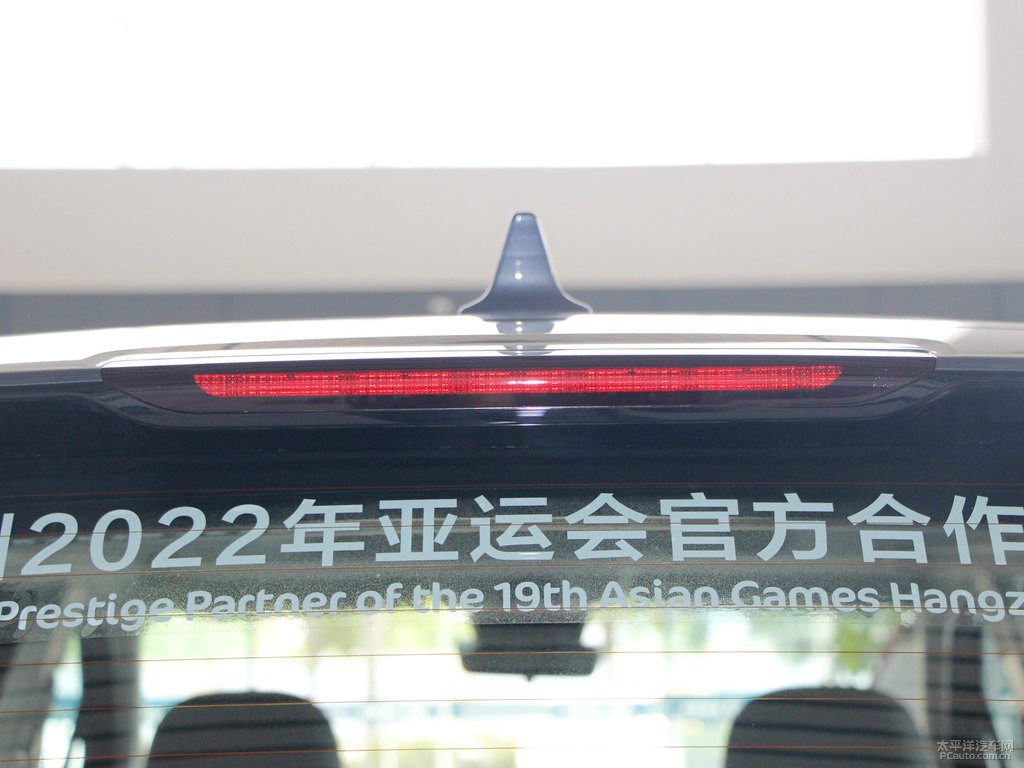 2022年亚运会官方合作
Prestige Partner of the 19th Asian Games Hangz
太平洋汽车网
PCauto.com.cn